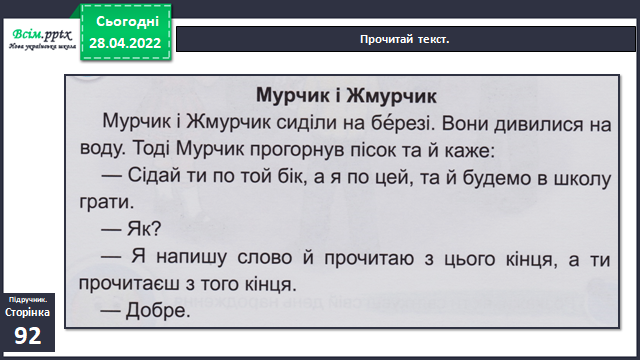 Всім.pptx
Нова українська школа
Сьогодні
28.04.2022
Прочитай текст.
Мурчик і Жмурчик
Мурчик і Жмурчик сиділи на бе́резі. Вони дивилися на
воду. Тоді Мурчик прогорнув пісок та й каже:
— Сідай ти по той бік, а я по цей, та й будемо в школу
грати.
— Як?
— Я напишу слово й прочитаю з цього кінця, а ти
прочитаєш з того кінця.
— Добре.
Підручник.
Сторінка
92